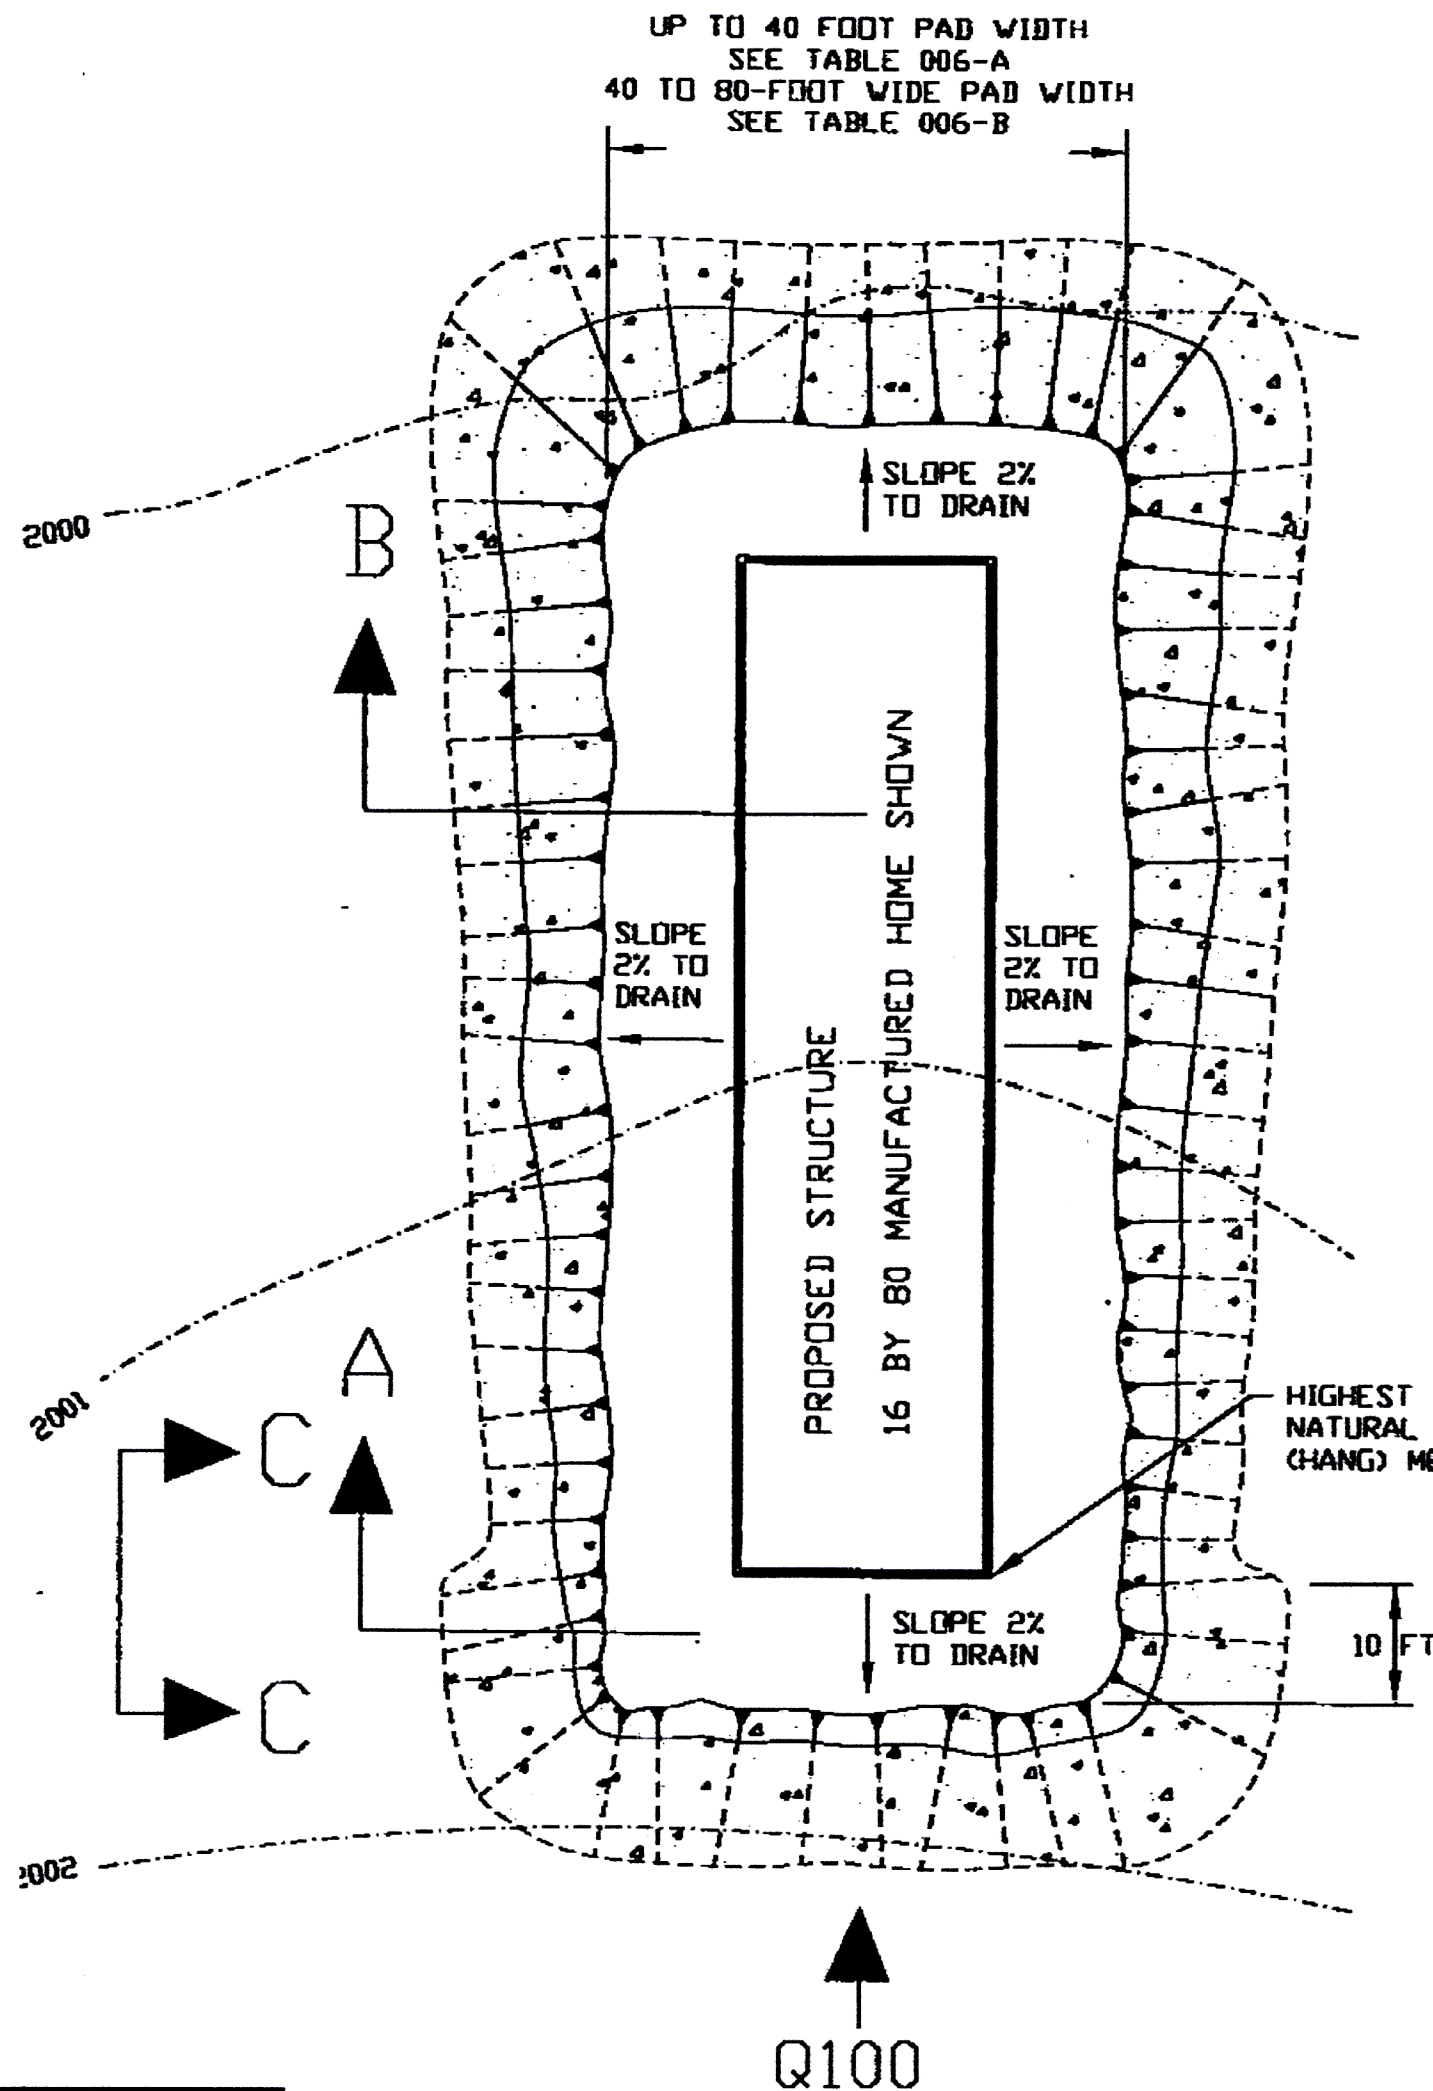 UP TO 40 FOOT PAD WIDTH
SEE TABLE 006-A
40 TO 80-FOOT WIDE PAD WIDTH
SEE TABLE 006-B
SLOPE 2%
TO DRAIN
2000
B
SLOPE
2% TO
DRAIN
SLOPE
2% TO
DRAIN
PROPOSED STRUCTURE
16 BY 80 MANUFACTURED HOME SHOWN
2001
A
C
HIGHEST
NATURAL
(HANG)
SLOPE 2%
TO DRAIN
10 FT
C
2002
Q100